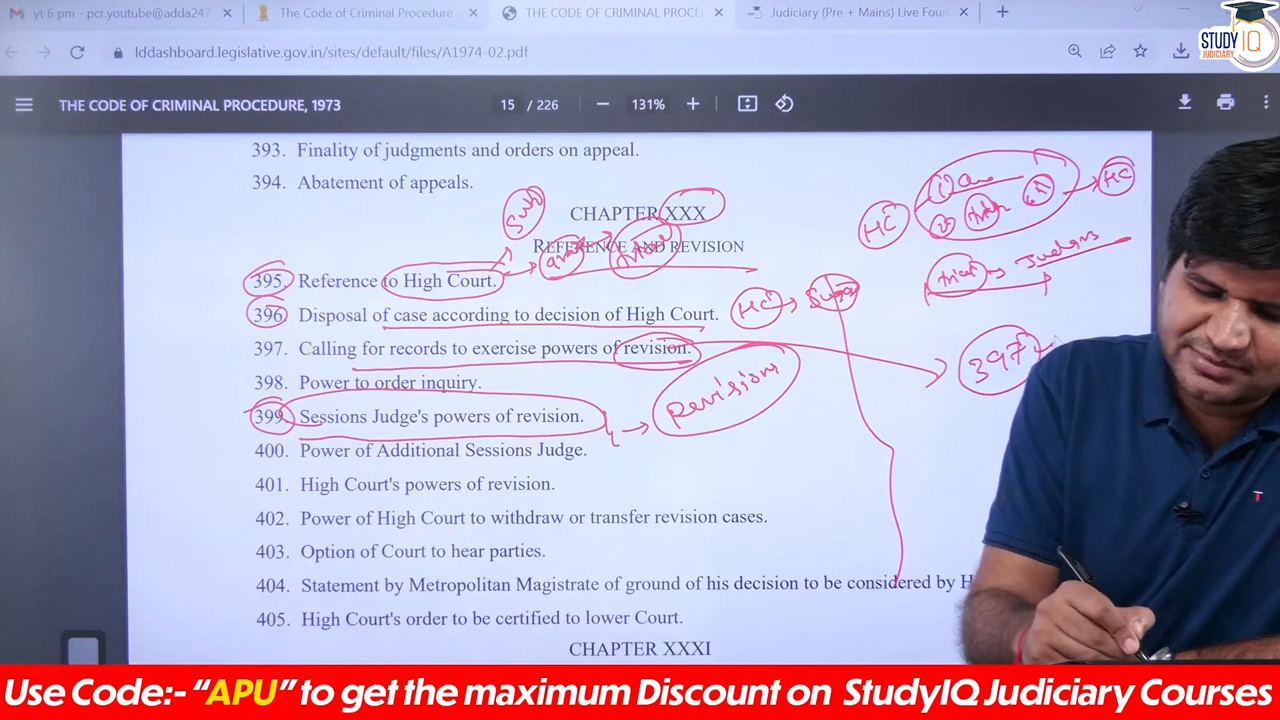 yt 6 pm - pcr.youtube@adda247
The Code of Criminal Procedure
THE CODE OF CRIMINAL PROCEI
Judiciary (Pre + Mains) Live Foun
lddashboard.legislative.gov.in/sites/default/files/A1974-02.pdf
STUDY IQ
JUDICIARY
THE CODE OF CRIMINAL PROCEDURE, 1973
15 / 226
131%
393. Finality of judgments and orders on appeal.
394. Abatement of appeals.
CHAPTER XXX
REFERENCE AND REVISION
395. Reference to High Court.
396. Disposal of case according to decision of High Court.
397. Calling for records to exercise powers of revision.
398. Power to order inquiry.
399. Sessions Judge's powers of revision.
400. Power of Additional Sessions Judge.
401. High Court's powers of revision.
402. Power of High Court to withdraw or transfer revision cases.
403. Option of Court to hear parties.
404. Statement by Metropolitan Magistrate of ground of his decision to be considered by H
405. High Court's order to be certified to lower Court.
CHAPTER XXXI
HC
HC
trial
HC
Revision
397
Use Code:- “APU” to get the maximum Discount on StudyIQ Judiciary Courses